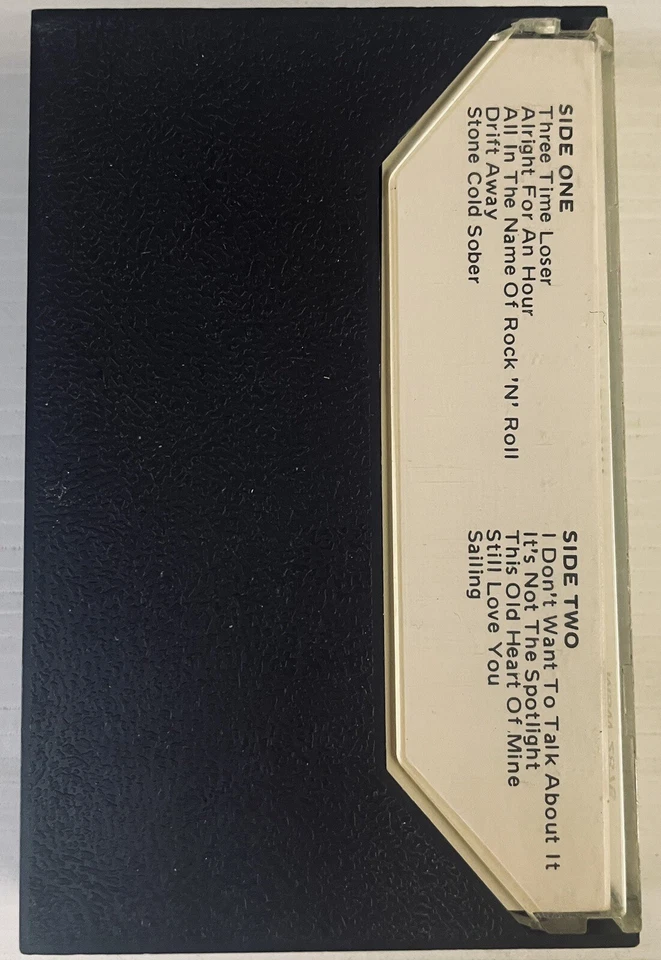 SIDE ONE
Three Time Loser
Alright For An Hour
All In The Name Of Rock 'N' Roll
Drift Away
Stone Cold Sober
SIDE TWO
I Don't Want To Talk About It
It's Not The Spotlight
This Old Heart Of Mine
Still Love You
Sailing